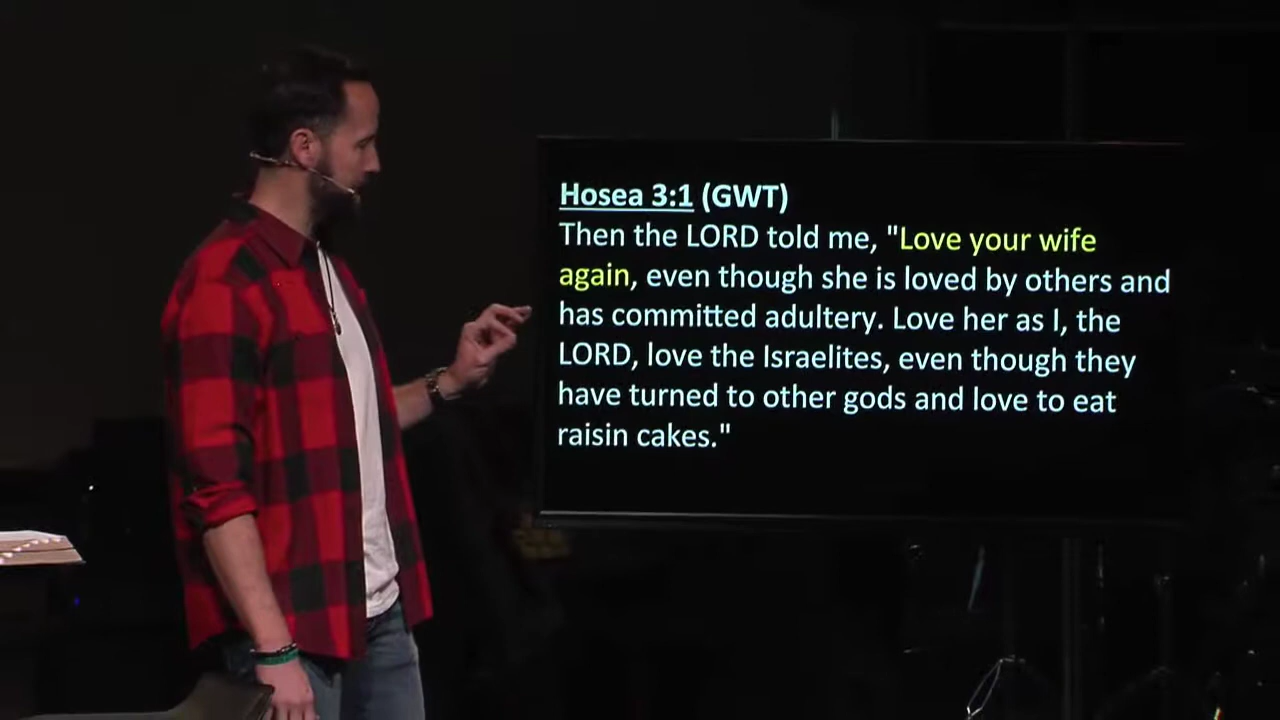 Hosea 3:1 (GWT)
Then the LORD told me, "Love your wife
again, even though she is loved by others and
has committed adultery. Love her as I, the
LORD, love the Israelites, even though they
have turned to other gods and love to eat
raisin cakes."